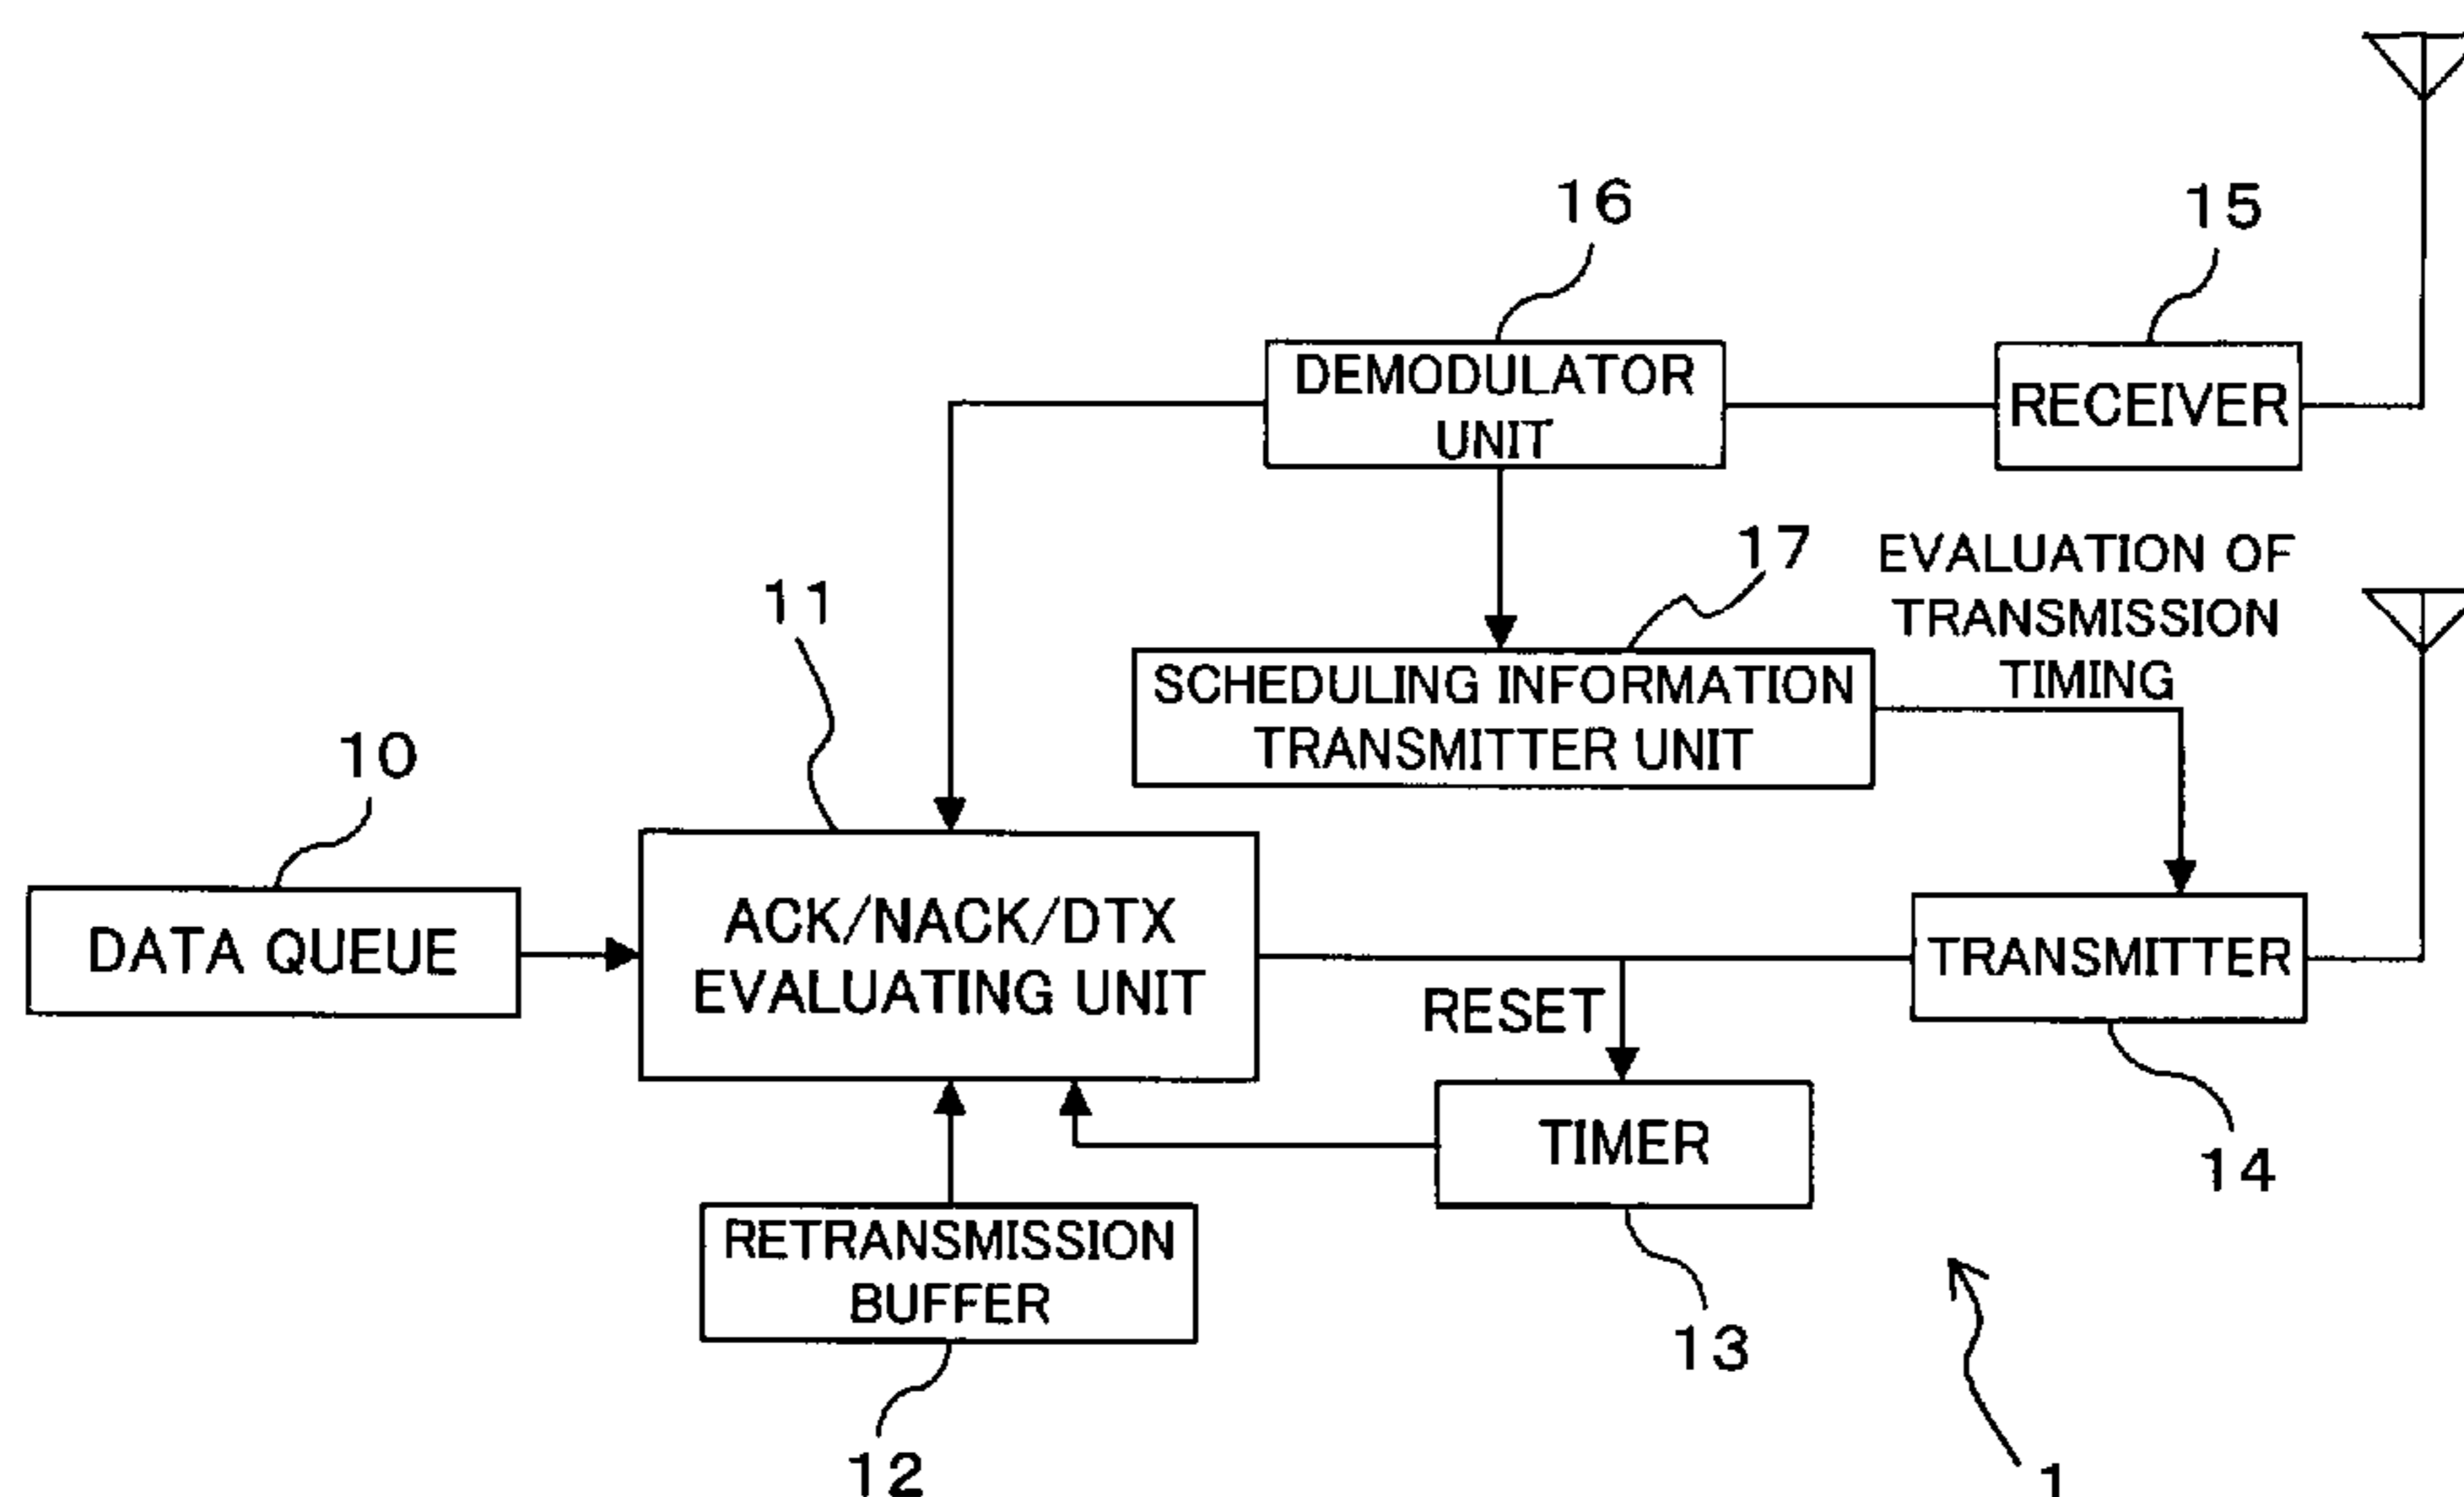 16
15
DEMODULATOR
UNIT
RECEIVER
17
EVALUATION OF
TRANSMISSION
TIMING
11
SCHEDULING INFORMATION
TRANSMITTER UNIT
10
DATA QUEUE
ACK/NACK/DTX
EVALUATING UNIT
TRANSMITTER
RESET
TIMER
14
RETRANSMISSION
BUFFER
13
12
1